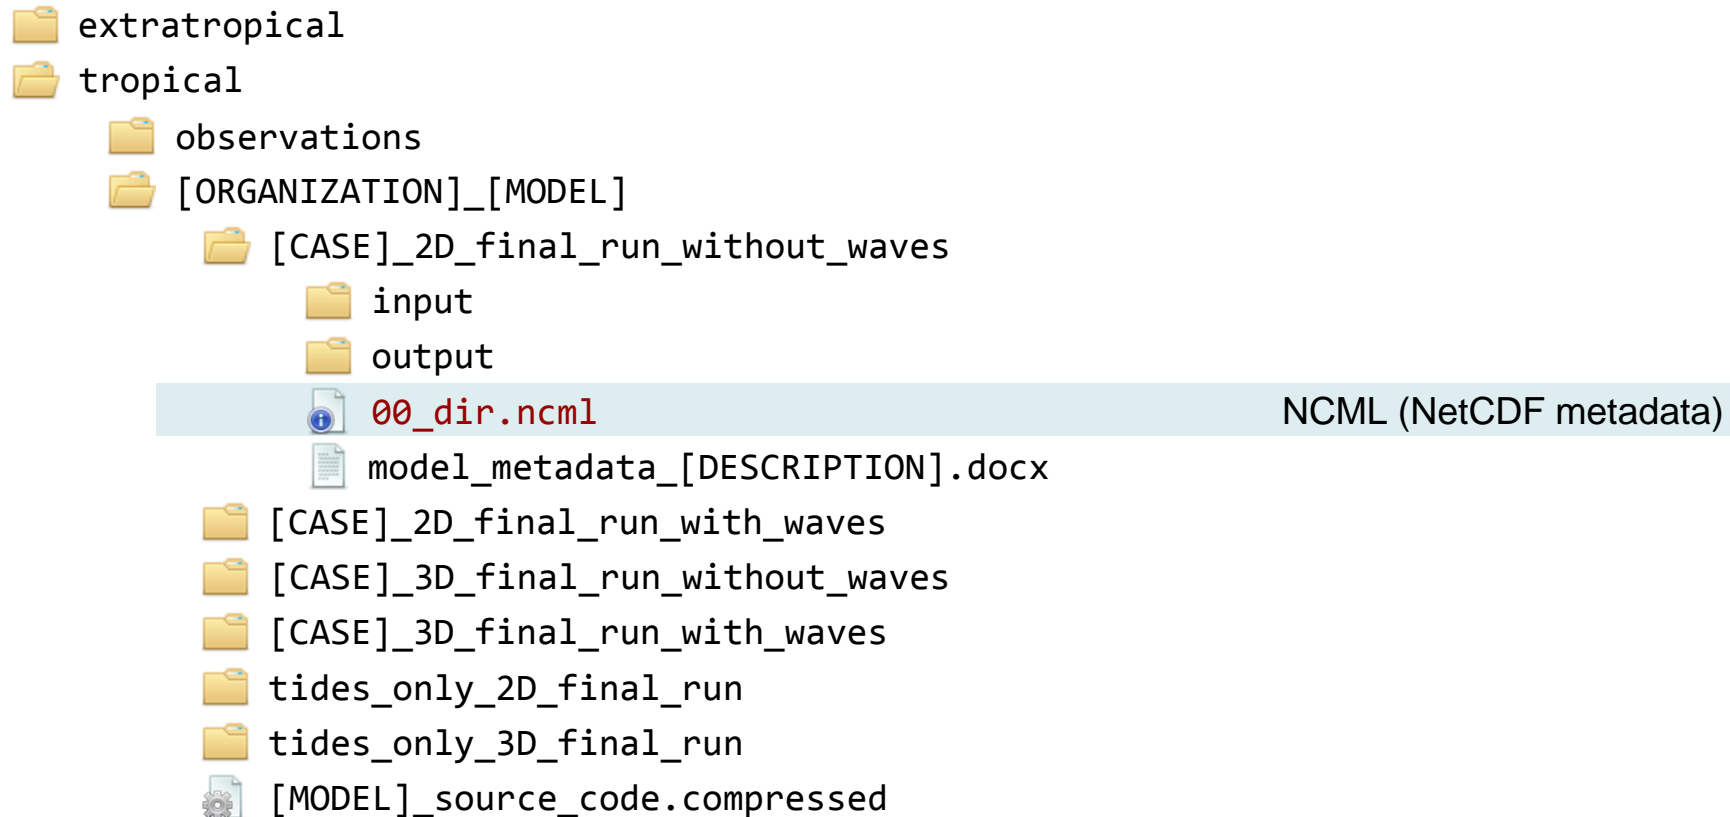 extratropical
tropical
observations
[ORGANIZATION]_[MODEL]
[CASE]_2D_final_run_without_waves
input
output
00_dir.ncml NCML (NetCDF metadata)
model_metadata_[DESCRIPTION].docx
[CASE]_2D_final_run_with_waves
[CASE]_3D_final_run_without_waves
[CASE]_3D_final_run_with_waves
tides_only_2D_final_run
tides_only_3D_final_run
[MODEL]_source_code.compressed